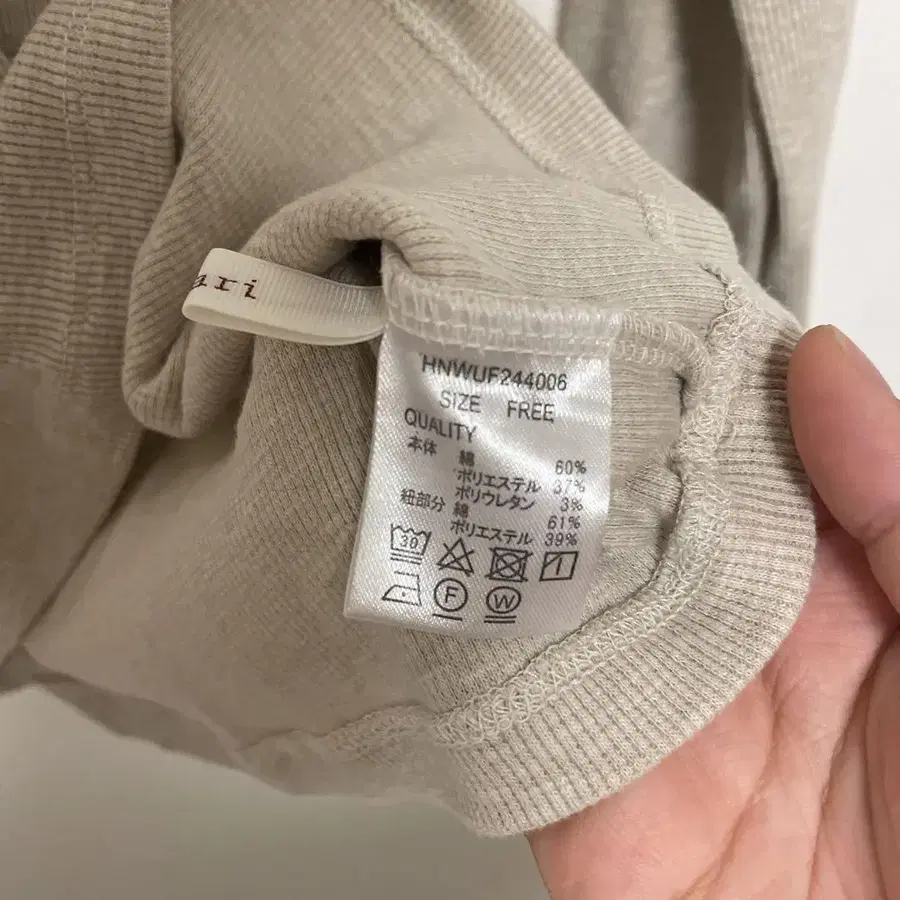 ari
HNWUF244006
SIZE FREE
QUALITY
本体 綿 60%
ポリエステル 37%
ポリウレタン 3%
紐部分 綿 61%
ポリエステル 39%
30
F W